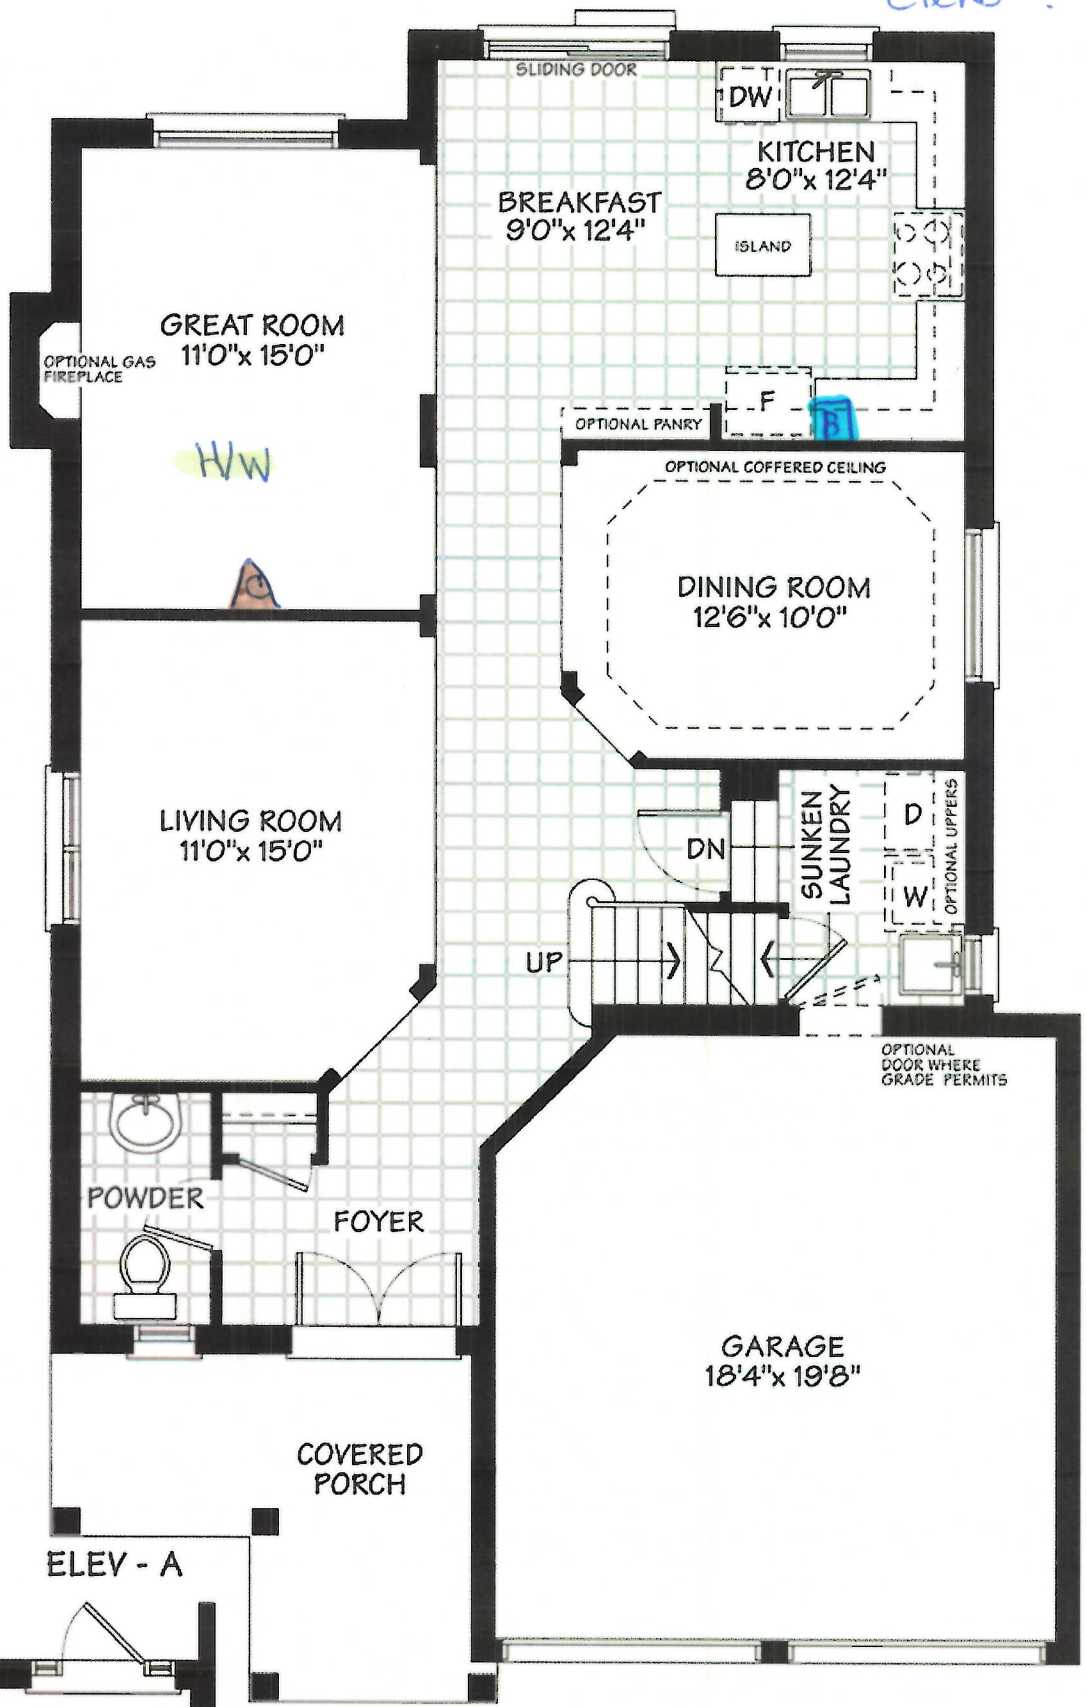 SLIDING DOOR
DW
KITCHEN
8'0"x 12'4"
BREAKFAST
9'0"x 12'4"
ISLAND
GREAT ROOM
11'0"x 15'0"
OPTIONAL GAS
FIREPLACE
F
B
OPTIONAL PANRY
H/W
OPTIONAL COFFERED CEILING
C
DINING ROOM
12'6"x 10'0"
LIVING ROOM
11'0"x 15'0"
DN
SUNKEN
LAUNDRY
D
W
OPTIONAL UPPERS
UP
OPTIONAL
DOOR WHERE
GRADE PERMITS
POWDER
FOYER
GARAGE
18'4"x 19'8"
COVERED
PORCH
ELEV - A